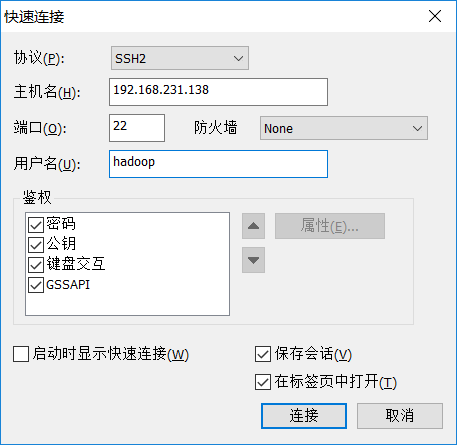 快速连接
协议(P): SSH2
主机名(H): 192.168.231.138
端口(O): 22 防火墙 None
用户名(U): hadoop
鉴权
密码
公钥
属性(E)...
键盘交互
GSSAPI
启动时显示快速连接(W) 保存会话(V)
在标签页中打开(T)
连接 取消